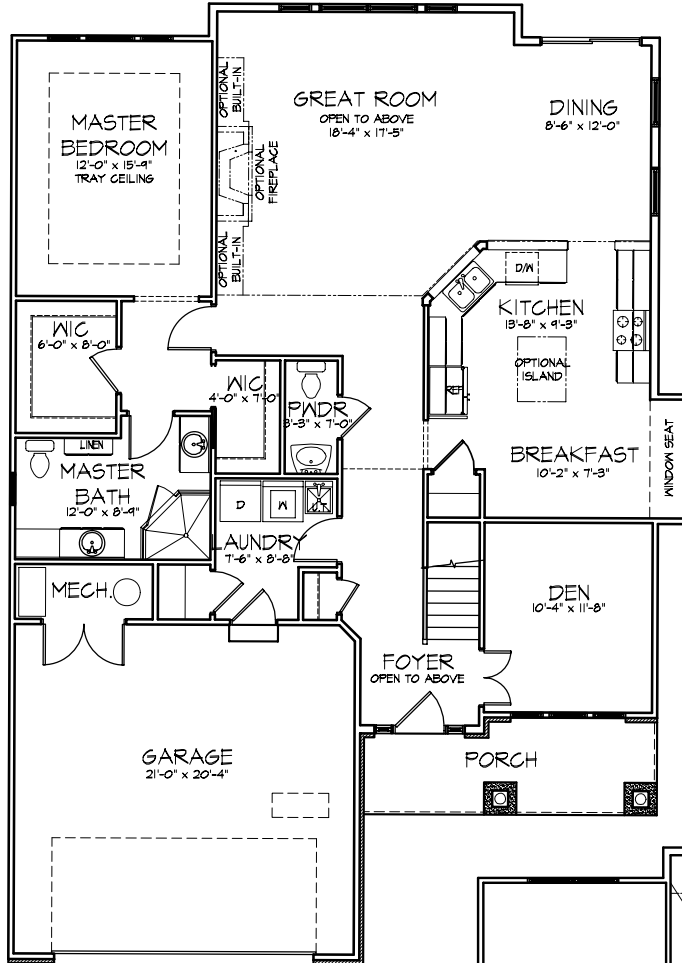 OPTIONAL
BUILT-IN
GREAT ROOM
OPEN TO ABOVE
18'-4" x 17'-5"
DINING
8'-6" x 12'-0"
MASTER
BEDROOM
12'-0" x 15'-9"
TRAY CEILING
OPTIONAL
FIREPLACE
OPTIONAL
BUILT-IN
D/W
KITCHEN
13'-8" x 9'-3"
WIC
6'-0" x 8'-0"
OPTIONAL
ISLAND
WIC
4'-0" x 7'-0"
REF
PWDR
3'-3" x 7'-0"
LINEN
BREAKFAST
10'-2" x 7'-3"
WINDOW SEAT
MASTER
BATH
12'-0" x 8'-9"
D
W
LAUNDRY
7'-6" x 8'-8"
MECH.
DEN
10'-4" x 11'-8"
FOYER
OPEN TO ABOVE
GARAGE
21'-0" x 20'-4"
PORCH